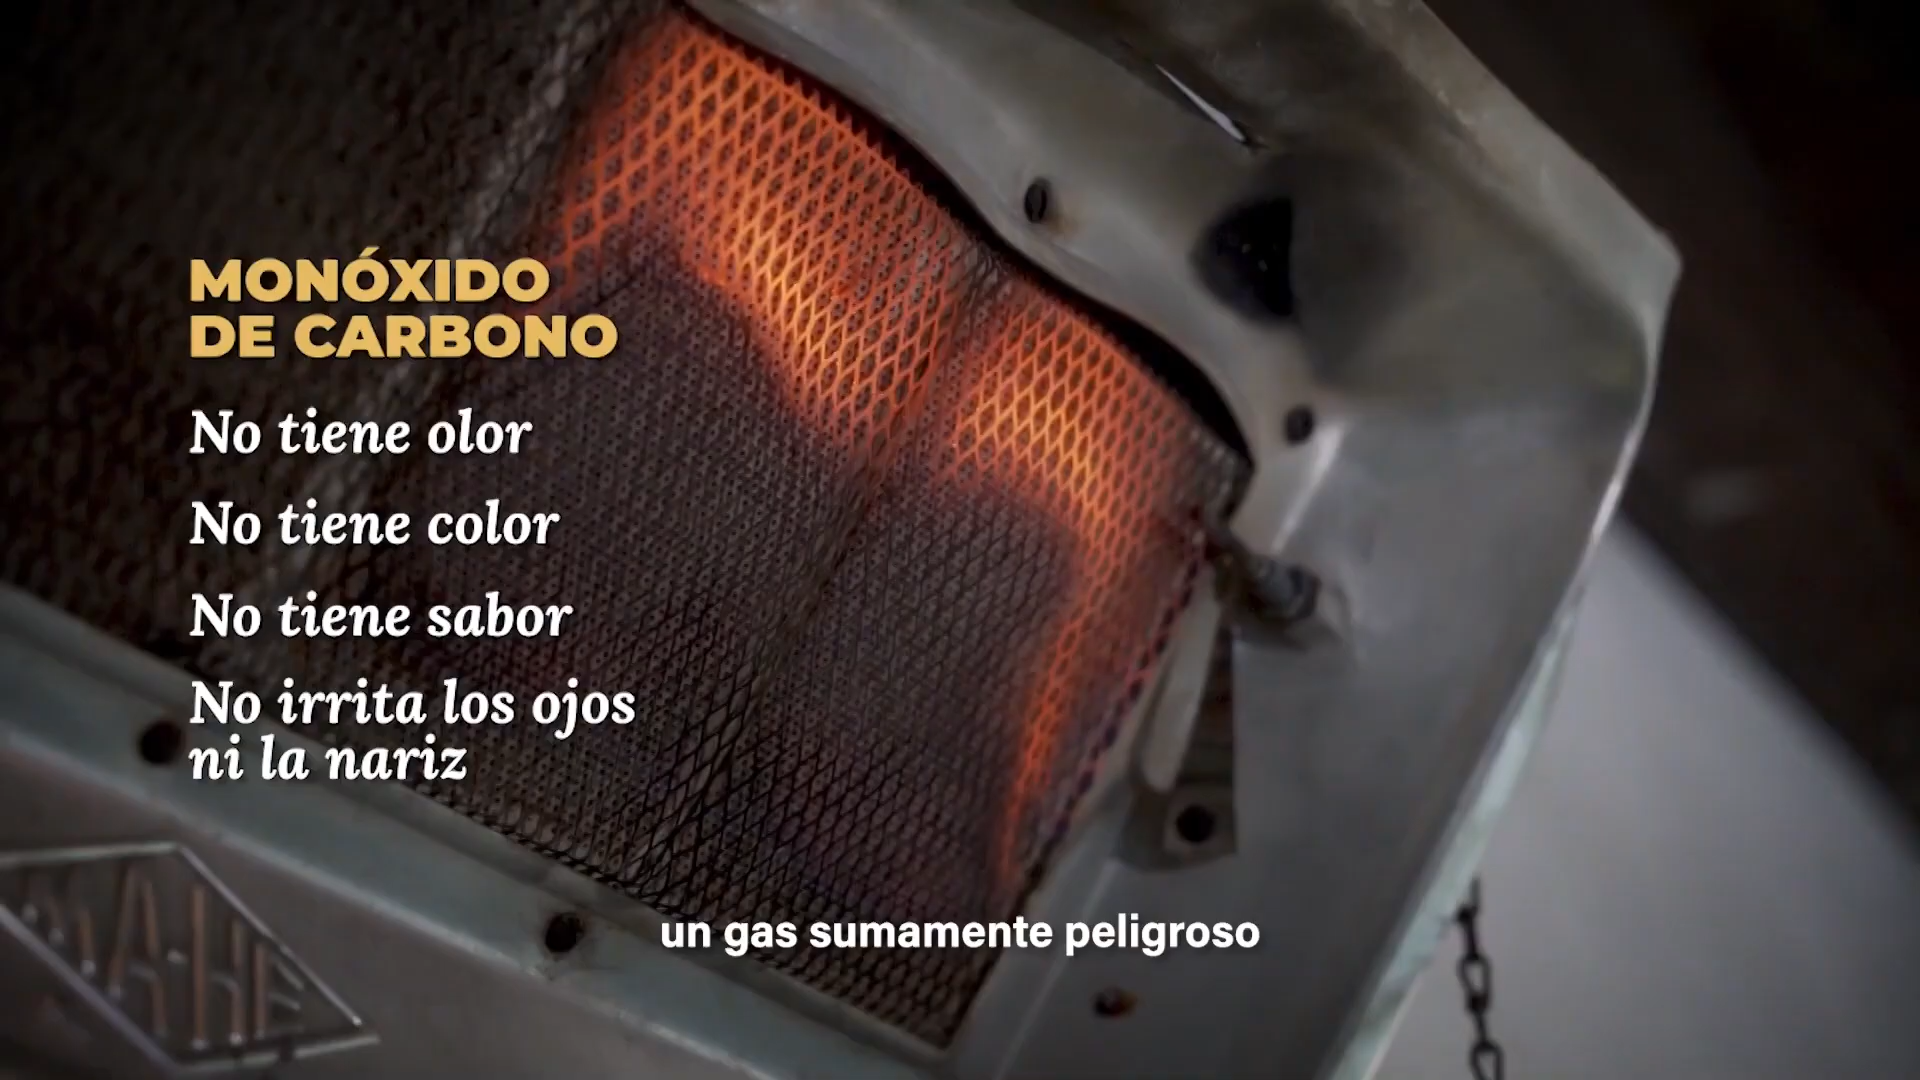 MONÓXIDO
DE CARBONO
No tiene olor
No tiene color
No tiene sabor
No irrita los ojos
ni la nariz
un gas sumamente peligroso